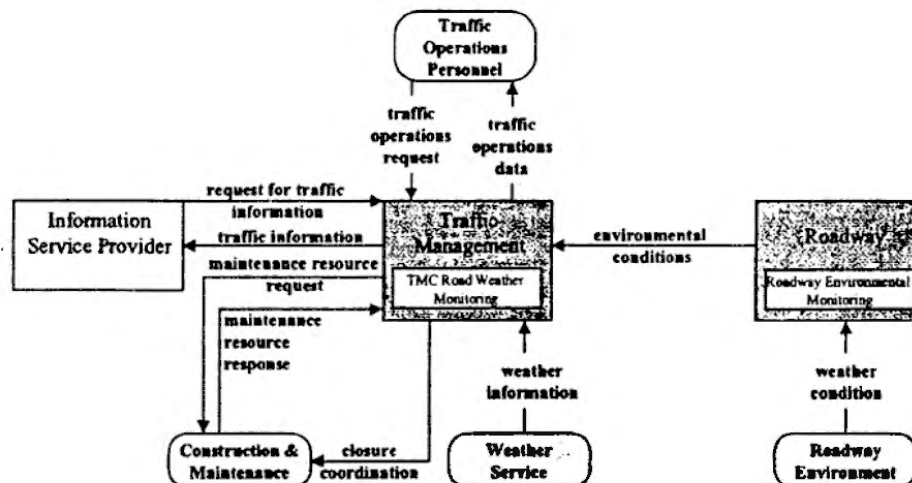 Traffic
Operations
Personnel
traffic
operations
request
traffic
operations
data
request for traffic
information
Information
Service Provider
traffic information
Traffic
Management
TMC Road Weather
Monitoring
environmental
conditions
Roadway
Roadway Environmental
Monitoring
maintenance resource
request
maintenance
resource
response
weather
information
weather
condition
Construction &
Maintenance
closure
coordination
Weather
Service
Roadway
Environment